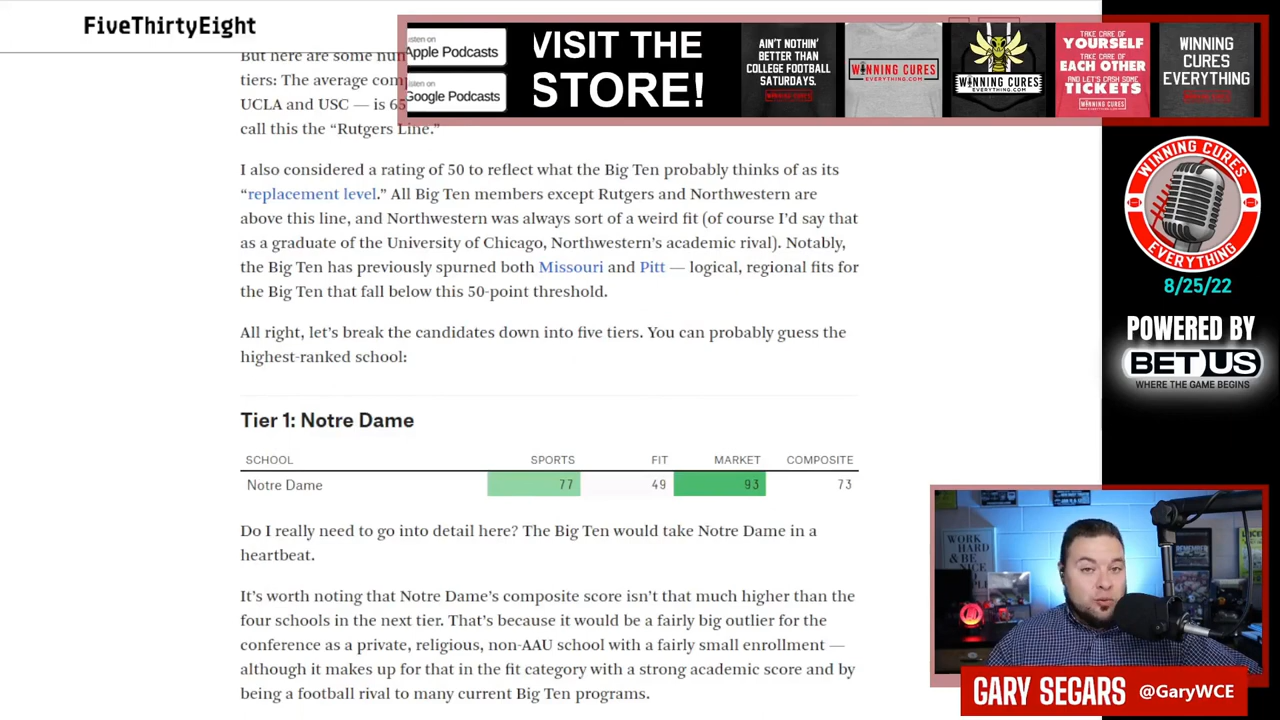 FiveThirtyEight
But here are some nun
tiers: The average comp
UCLA and USC — is 65
call this the “Rutgers Line.”
I also considered a rating of 50 to reflect what the Big Ten probably thinks of as its
“replacement level.” All Big Ten members except Rutgers and Northwestern are
above this line, and Northwestern was always sort of a weird fit (of course I’d say that
as a graduate of the University of Chicago, Northwestern’s academic rival). Notably,
the Big Ten has previously spurned both Missouri and Pitt — logical, regional fits for
the Big Ten that fall below this 50-point threshold.
All right, let’s break the candidates down into five tiers. You can probably guess the
highest-ranked school:
Tier 1: Notre Dame
SCHOOL SPORTS FIT MARKET COMPOSITE
Notre Dame 77 49 93 73
Do I really need to go into detail here? The Big Ten would take Notre Dame in a
heartbeat.
It’s worth noting that Notre Dame’s composite score isn’t that much higher than the
four schools in the next tier. That’s because it would be a fairly big outlier for the
conference as a private, religious, non-AAU school with a fairly small enrollment —
although it makes up for that in the fit category with a strong academic score and by
being a football rival to many current Big Ten programs.
isten on
Apple Podcasts
isten on
Google Podcasts
VISIT THE
STORE!
AIN'T NOTHIN'
BETTER THAN
COLLEGE FOOTBALL
SATURDAYS.
WINNING CURES
WINNING CURES
EVERYTHING.COM
TAKE CARE OF
YOURSELF
TAKE CARE OF
EACH OTHER
AND LET'S CASH SOME
TICKETS
WINNING CURES
WINNING
CURES
EVERYTHING
WINNING CURES
EVERYTHING
8/25/22
POWERED BY
BETUS
WHERE THE GAME BEGINS
WORK
HARD
& BE
GARY SEGARS @GaryWCE